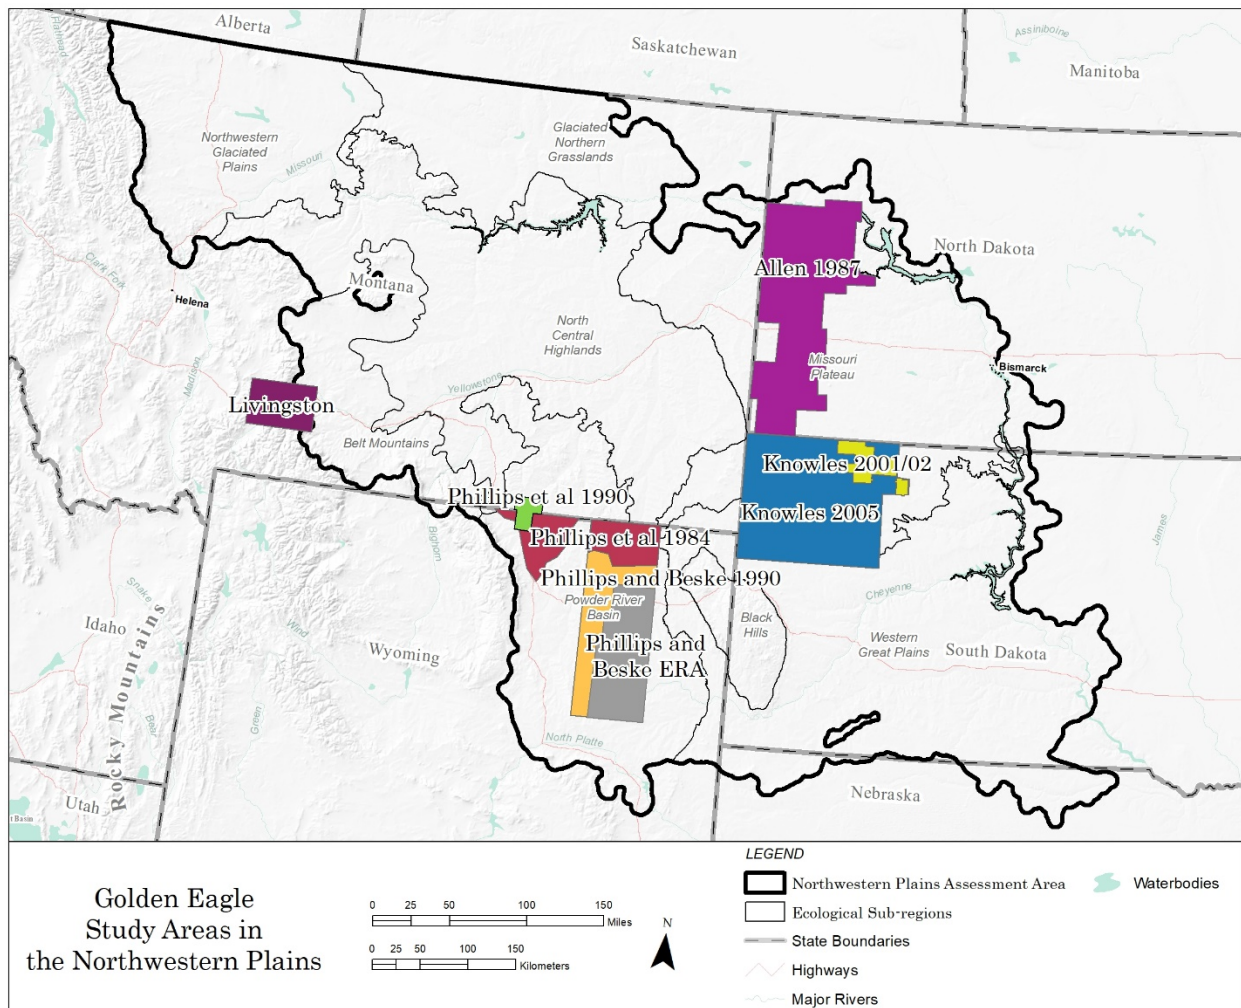 Alberta
Saskatchewan
Manitoba
Assiniboine
Flathead
Northwestern
Glaciated
Plains
Missouri
Glaciated
Northern
Grasslands
North Dakota
Allen 1987
Clark Fork
Helena
Montana
North
Central
Highlands
Missouri
Plateau
Bismarck
Madison
Yellowstone
Livingston
Belt Mountains
Knowles 2001/02
Phillips et al 1990
Knowles 2005
Phillips et al 1984
Bighorn
James
Phillips and Beske 1990
Powder River
Basin
Cheyenne
Snake
Idaho
Wind
Wyoming
Black
Hills
Western
Great Plains
South Dakota
Phillips and
Beske ERA
Rocky Mountains
Green
Bear
North Platte
Utah
Nebraska
t Basin
Golden Eagle
Study Areas in
the Northwestern Plains
0 25 50 100 150
Miles
0 25 50 100 150
Kilometers
N
LEGEND
Northwestern Plains Assessment Area
Waterbodies
Ecological Sub-regions
State Boundaries
Highways
Major Rivers